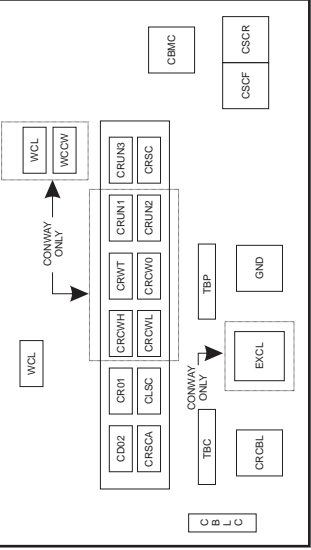 CBMC
CSCR
CSCF
WCL
WCCW
CONWAY
ONLY
WCL
CD02
CR01
CRCWH
CRWT
CRUN1
CRUN3
CRSCA
CLSC
CRCWL
CRCW0
CRUN2
CRSC
CONWAY
ONLY
TBC
TBP
CRCBL
EXCL
GND
C B L C